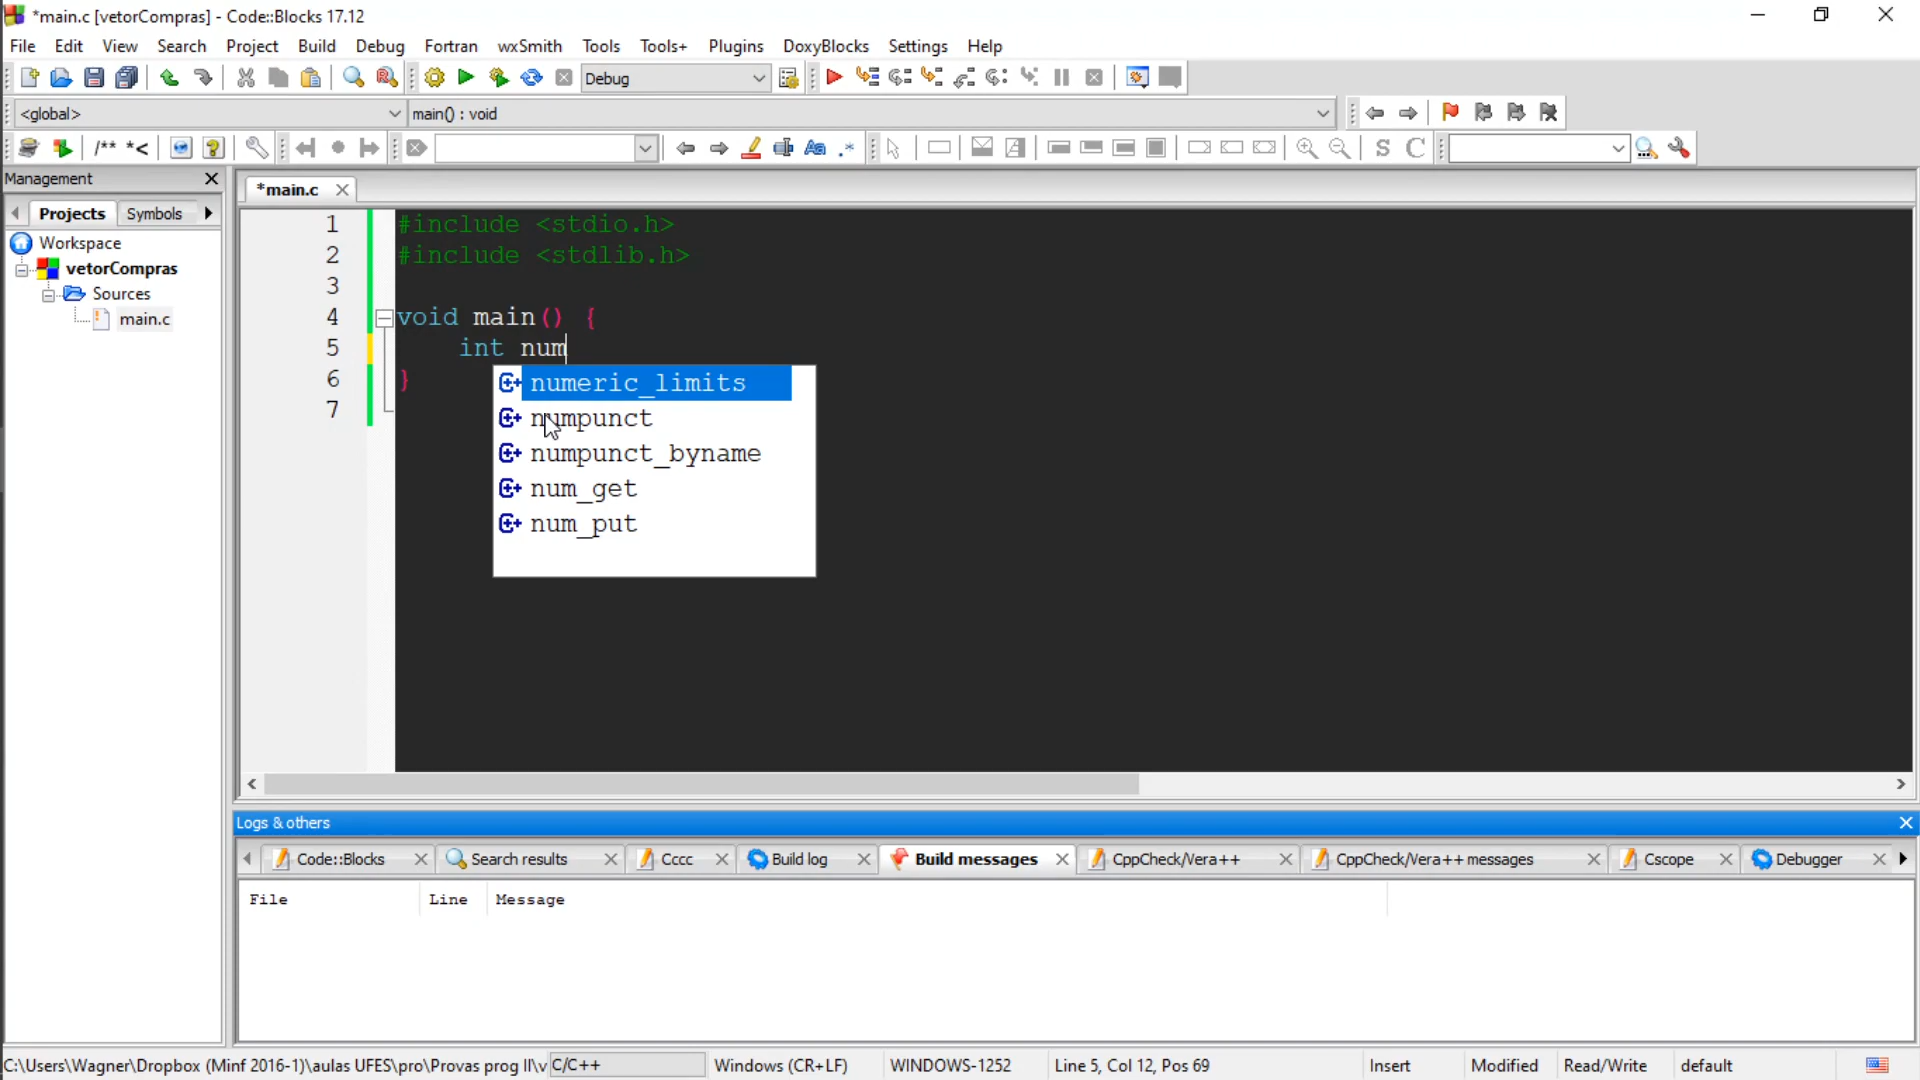 *main.c [vetorCompras] - Code::Blocks 17.12
File Edit View Search Project Build Debug Fortran wxSmith Tools Tools+ Plugins DoxyBlocks Settings Help
Debug
<global> main() : void
/** *<
Aa .* S C
Management
Projects Symbols
*main.c
Workspace
vetorCompras
Sources
main.c
1 #include <stdio.h>
2 #include <stdlib.h>
3
4 void main() {
5 int num
6 }
7
numeric_limits
numpunct
numpunct_byname
num_get
num_put
Logs & others
Code::Blocks Search results Cccc Build log Build messages CppCheck/Vera++ CppCheck/Vera++ messages Cscope Debugger
File Line Message
C:\Users\Wagner\Dropbox (Minf 2016-1)\aulas UFES\pro\Provas prog II\v C/C++ Windows (CR+LF) WINDOWS-1252 Line 5, Col 12, Pos 69 Insert Modified Read/Write default